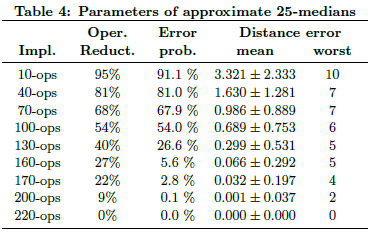 Table 4: Parameters of approximate 25-medians
Oper. Error Distance error
Impl. Reduct. prob. mean worst
10-ops 95% 91.1 % 3.321 ± 2.333 10
40-ops 81% 81.0 % 1.630 ± 1.281 7
70-ops 68% 67.9 % 0.986 ± 0.889 7
100-ops 54% 54.0 % 0.689 ± 0.753 6
130-ops 40% 26.6 % 0.299 ± 0.531 5
160-ops 27% 5.6 % 0.066 ± 0.292 5
170-ops 22% 2.8 % 0.032 ± 0.197 4
200-ops 9% 0.1 % 0.001 ± 0.037 2
220-ops 0% 0.0 % 0.000 ± 0.000 0